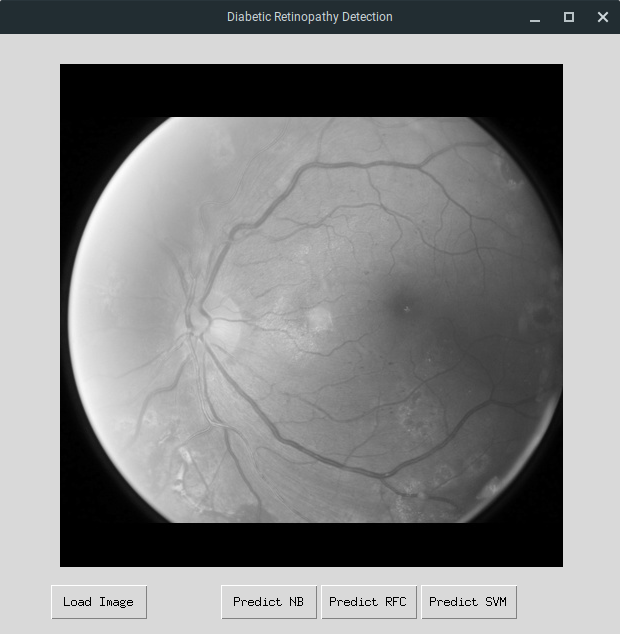 Diabetic Retinopathy Detection
Load Image
Predict NB
Predict RFC
Predict SVM